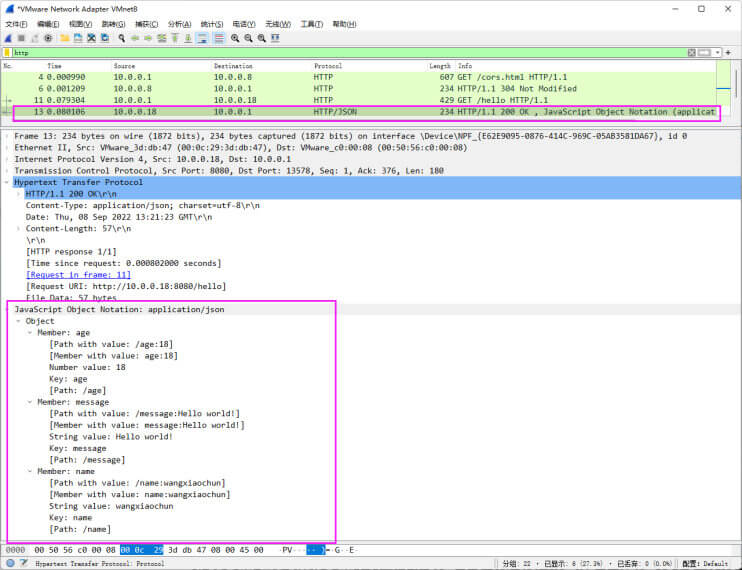 *VMware Network Adapter VMnet8
文件(F) 编辑(E) 视图(V) 跳转(G) 捕获(C) 分析(A) 统计(S) 电话(Y) 无线(W) 工具(T) 帮助(H)
http
No. Time Source Destination Protocol Length Info
4 0.000990 10.0.0.1 10.0.0.8 HTTP 607 GET /cors.html HTTP/1.1
6 0.001209 10.0.0.8 10.0.0.1 HTTP 234 HTTP/1.1 304 Not Modified
11 0.079304 10.0.0.1 10.0.0.18 HTTP 429 GET /hello HTTP/1.1
13 0.080106 10.0.0.18 10.0.0.1 HTTP/JSON 234 HTTP/1.1 200 OK , JavaScript Object Notation (applicat
Frame 13: 234 bytes on wire (1872 bits), 234 bytes captured (1872 bits) on interface \Device\NPF_{E62E9095-0876-414C-969C-05AB3581DA67}, id 0
Ethernet II, Src: VMware_3d:db:47 (00:0c:29:3d:db:47), Dst: VMware_c0:00:08 (00:50:56:c0:00:08)
Internet Protocol Version 4, Src: 10.0.0.18, Dst: 10.0.0.1
Transmission Control Protocol, Src Port: 8080, Dst Port: 13578, Seq: 1, Ack: 376, Len: 180
Hypertext Transfer Protocol
HTTP/1.1 200 OK\r\n
Content-Type: application/json; charset=utf-8\r\n
Date: Thu, 08 Sep 2022 13:21:23 GMT\r\n
Content-Length: 57\r\n
\r\n
[HTTP response 1/1]
[Time since request: 0.000802000 seconds]
[Request in frame: 11]
[Request URI: http://10.0.0.18:8080/hello]
File Data: 57 bytes
JavaScript Object Notation: application/json
Object
Member: age
[Path with value: /age:18]
[Member with value: age:18]
Number value: 18
Key: age
[Path: /age]
Member: message
[Path with value: /message:Hello world!]
[Member with value: message:Hello world!]
String value: Hello world!
Key: message
[Path: /message]
Member: name
[Path with value: /name:wangxiaochun]
[Member with value: name:wangxiaochun]
String value: wangxiaochun
Key: name
[Path: /name]
0000 00 50 56 c0 00 08 00 0c 29 3d db 47 08 00 45 00 ·PV·····)=·G··E·
Hypertext Transfer Protocol: Protocol 分组: 22 · 已显示: 6 (27.3%) · 已丢弃: 0 (0.0%) 配置: Default